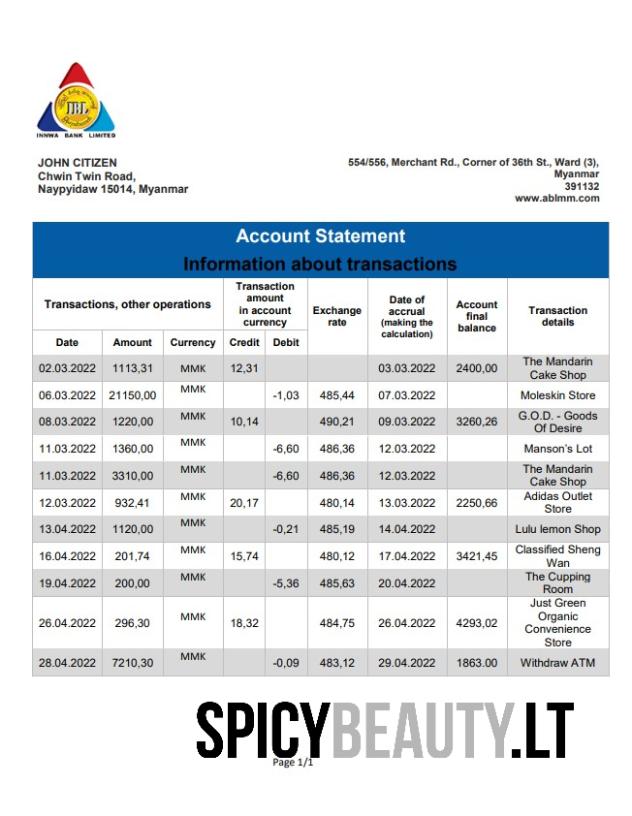 JBL
INNWA BANK LIMITED
JOHN CITIZEN
Chwin Twin Road,
Naypyidaw 15014, Myanmar
554/556, Merchant Rd., Corner of 36th St., Ward (3),
Myanmar
391132
www.ablmm.com
Account Statement
Information about transactions
Transactions, other operations
Transaction
amount
in account
currency
Exchange
rate
Date of
accrual
(making the
calculation)
Account
final
balance
Transaction
details
Date Amount Currency Credit Debit
02.03.2022 1113,31 MMK 12,31 03.03.2022 2400,00 The Mandarin
Cake Shop
06.03.2022 21150,00 MMK -1,03 485,44 07.03.2022 Moleskin Store
08.03.2022 1220,00 MMK 10,14 490,21 09.03.2022 3260,26 G.O.D. - Goods
Of Desire
11.03.2022 1360,00 MMK -6,60 486,36 12.03.2022 Manson's Lot
11.03.2022 3310,00 MMK -6,60 486,36 12.03.2022 The Mandarin
Cake Shop
12.03.2022 932,41 MMK 20,17 480,14 13.03.2022 2250,66 Adidas Outlet
Store
13.04.2022 1120,00 MMK -0,21 485,19 14.04.2022 Lulu lemon Shop
16.04.2022 201,74 MMK 15,74 480,12 17.04.2022 3421,45 Classified Sheng
Wan
19.04.2022 200,00 MMK -5,36 485,63 20.04.2022 The Cupping
Room
26.04.2022 296,30 MMK 18,32 484,75 26.04.2022 4293,02 Just Green
Organic
Convenience
Store
28.04.2022 7210,30 MMK -0,09 483,12 29.04.2022 1863.00 Withdraw ATM
SPICYBEAUTY.LT
Page 1/1